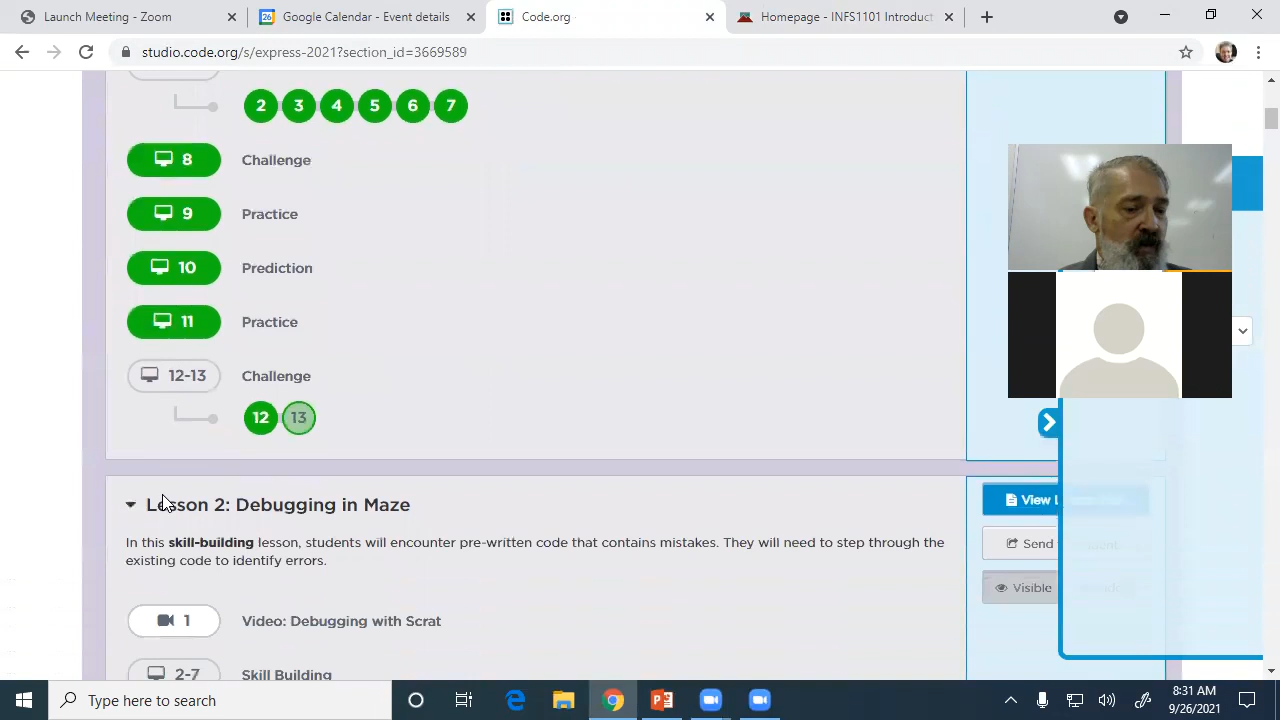 Launch Meeting - Zoom
26
Google Calendar - Event details
Code.org
Homepage - INFS1101 Introduct
studio.code.org/s/express-2021?section_id=3669589
2 3 4 5 6 7
8 Challenge
9 Practice
10 Prediction
11 Practice
12-13 Challenge
12 13
Lesson 2: Debugging in Maze
View
In this skill-building lesson, students will encounter pre-written code that contains mistakes. They will need to step through the
existing code to identify errors.
Send
Visible
1 Video: Debugging with Scrat
2-7 Skill Building
Type here to search
8:31 AM
9/26/2021